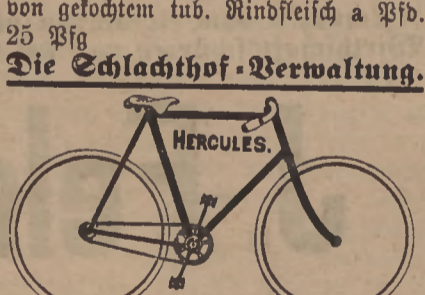 von gekochtem tub. Rindfleisch a Pfd.
25 Pfg
Die Schlachthof-Verwaltung.
HERCULES.